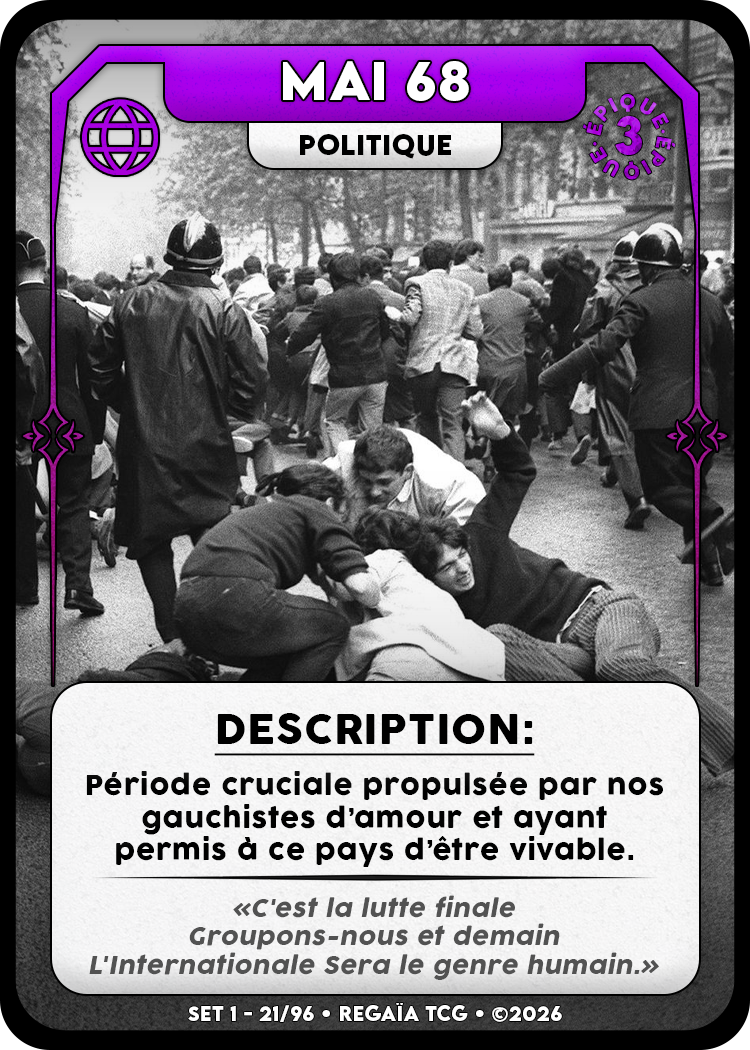 MAI 68
POLITIQUE
·ÉPIQUE·ÉPIQUE
3
DESCRIPTION:
Période cruciale propulsée par nos
gauchistes d'amour et ayant
permis à ce pays d'être vivable.
«C'est la lutte finale
Groupons-nous et demain
L'Internationale Sera le genre humain.»
SET 1 - 21/96 • REGAÏA TCG • ©2026